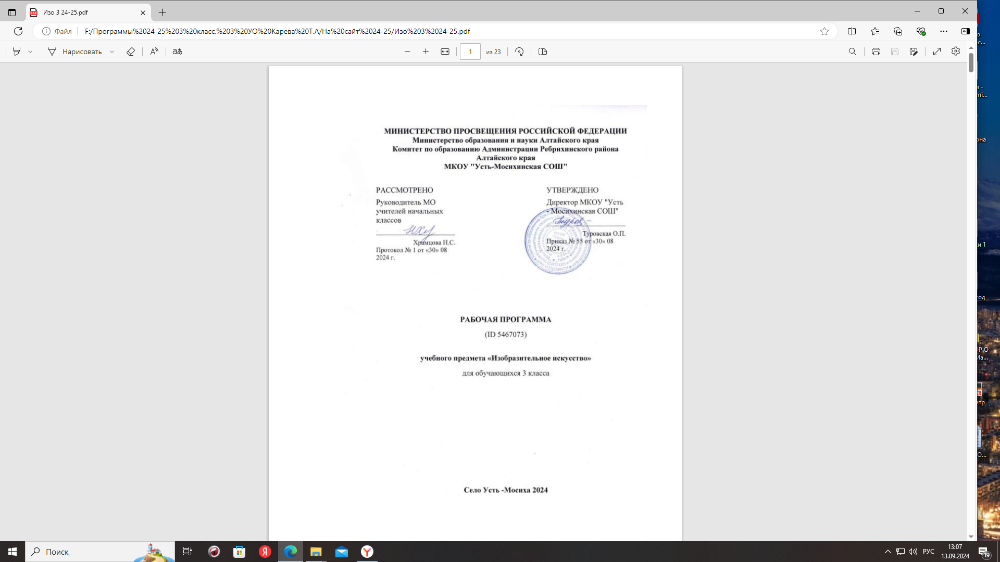 Изо 3 24-25.pdf
Файл
F:/Программы%2024-25%203%20класс,%203%20УО%20Карева%20Т.А/На%20сайт%2024-25/Изо%203%2024-25.pdf
Нарисовать
аあ
1
из 23
МИНИСТЕРСТВО ПРОСВЕЩЕНИЯ РОССИЙСКОЙ ФЕДЕРАЦИИ
Министерство образования и науки Алтайского края
Комитет по образованию Администрации Ребрихинского района
Алтайского края
МКОУ "Усть-Мосихинская СОШ"
РАССМОТРЕНО
Руководитель МО
учителей начальных
классов
Храмцова Н.С.
Протокол № 1 от «30» 08
2024 г.
УТВЕРЖДЕНО
Директор МКОУ "Усть
- Мосихинская СОШ"
Туровская О.П.
Приказ № 55 от «30» 08
2024 г.
РАБОЧАЯ ПРОГРАММА
(ID 5467073)
учебного предмета «Изобразительное искусство»
для обучающихся 3 класса
Село Усть -Мосиха 2024
Поиск
РУС
13:07
13.09.2024
19